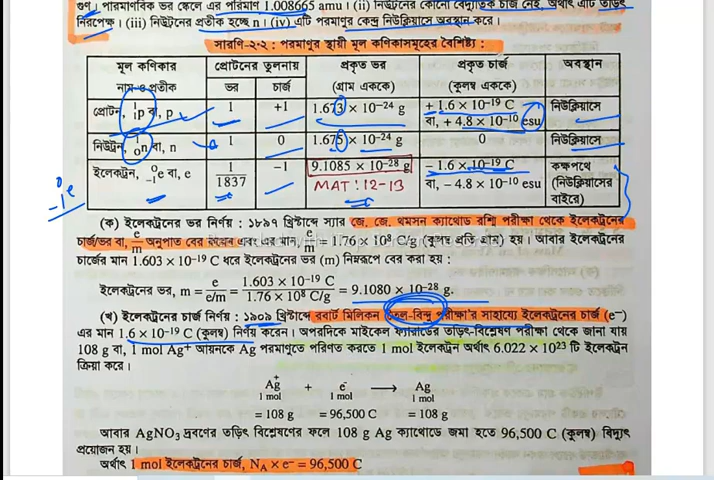 গুণ। পারমাণবিক ভর স্কেলে এর পরিমাণ 1.008665 amu। (ii) নিউট্রনের কোনো বৈদ্যুতিক চার্জ নেই, অর্থাৎ এটি তড়িৎ
নিরপেক্ষ। (iii) নিউট্রনের প্রতীক হচ্ছে n। (iv) এটি পরমাণুর কেন্দ্র নিউক্লিয়াসে অবস্থান করে।
সারণি-২.২ : পরমাণুর স্থায়ী মূল কণিকাসমূহের বৈশিষ্ট্য :
মূল কণিকার নাম ও প্রতীক | প্রোটনের তুলনায় ভর | চার্জ | প্রকৃত ভর (গ্রাম এককে) | প্রকৃত চার্জ (কুলম্ব এককে) | অবস্থান
প্রোটন, ¹₁p বা, p | 1 | +1 | 1.673 × 10⁻²⁴ g | + 1.6 × 10⁻¹⁹ C বা, + 4.8 × 10⁻¹⁰ esu | নিউক্লিয়াসে
নিউট্রন, ¹₀n বা, n | 1 | 0 | 1.675 × 10⁻²⁴ g | 0 | নিউক্লিয়াসে
ইলেকট্রন, ⁰₋₁e বা, e | 1/1837 | −1 | 9.1085 × 10⁻²⁸ g MAT : 12-13 | − 1.6 × 10⁻¹⁹ C বা, − 4.8 × 10⁻¹⁰ esu | কক্ষপথে (নিউক্লিয়াসের বাইরে)
⁰₋₁e
(ক) ইলেকট্রনের ভর নির্ণয় : ১৮৯৭ খ্রিস্টাব্দে স্যার জে. জে. থমসন ক্যাথোড রশ্মি পরীক্ষা থেকে ইলেকট্রনের
চার্জ/ভর বা, e/m অনুপাত বের করেন এবং এর মান, e/m = 1.76 × 10⁸ C/g (কুলম্ব প্রতি গ্রাম) হয়। আবার ইলেকট্রনের
চার্জের মান 1.603 × 10⁻¹⁹ C ধরে ইলেকট্রনের ভর (m) নিম্নরূপে বের করা হয় :
ইলেকট্রনের ভর, m = e / e/m = 1.603 × 10⁻¹⁹ C / 1.76 × 10⁸ C/g = 9.1080 × 10⁻²⁸ g.
(খ) ইলেকট্রনের চার্জ নির্ণয় : ১৯০৯ খ্রিস্টাব্দে রবার্ট মিলিকন তেল-বিন্দু পরীক্ষা'র সাহায্যে ইলেকট্রনের চার্জ (e⁻)
এর মান 1.6 × 10⁻¹⁹ C (কুলম্ব) নির্ণয় করেন। অপরদিকে মাইকেল ফ্যারাডের তড়িৎ-বিশ্লেষণ পরীক্ষা থেকে জানা যায়
108 g বা, 1 mol Ag⁺ আয়নকে Ag পরমাণুতে পরিণত করতে 1 mol ইলেকট্রন অর্থাৎ 6.022 × 10²³ টি ইলেকট্রন
ক্রিয়া করে।
Ag⁺ + e⁻ ⟶ Ag
1 mol 1 mol 1 mol
= 108 g = 96,500 C = 108 g
আবার AgNO₃ দ্রবণের তড়িৎ বিশ্লেষণের ফলে 108 g Ag ক্যাথোডে জমা হতে 96,500 C (কুলম্ব) বিদ্যুৎ
প্রয়োজন হয়।
অর্থাৎ 1 mol ইলেকট্রনের চার্জ, N_A × e⁻ = 96,500 C